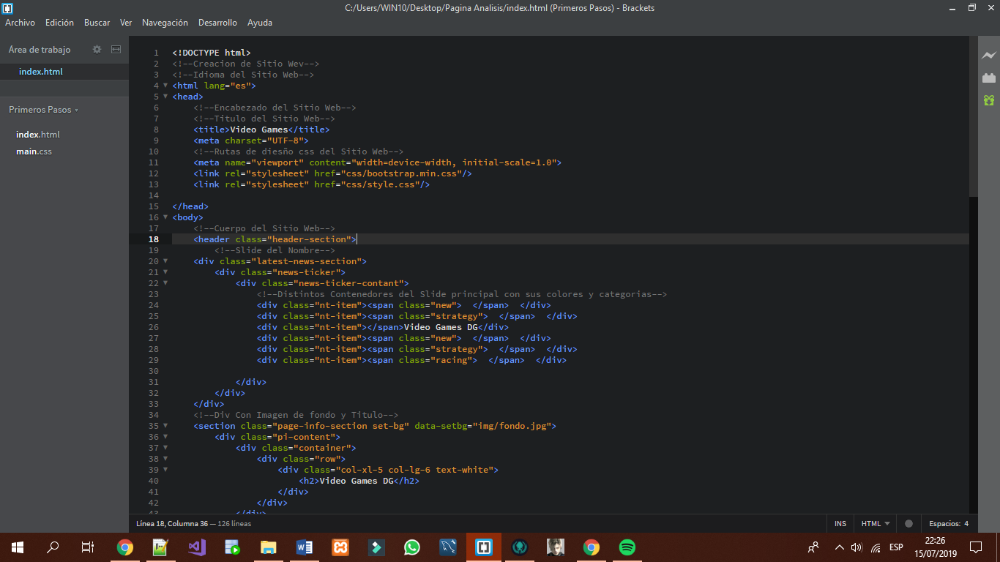 C:/Users/WIN10/Desktop/Pagina Analisis/index.html (Primeros Pasos) - Brackets
Archivo Edición Buscar Ver Navegación Desarrollo Ayuda
Área de trabajo
index.html
Primeros Pasos
index.html
main.css
1 <!DOCTYPE html>
2 <!--Creacion de Sitio Wev-->
3 <!--Idioma del Sitio Web-->
4 <html lang="es">
5 <head>
6 <!--Encabezado del Sitio Web-->
7 <!--Titulo del Sitio Web-->
8 <title>Video Games</title>
9 <meta charset="UTF-8">
10 <!--Rutas de diesño css del Sitio Web-->
11 <meta name="viewport" content="width=device-width, initial-scale=1.0">
12 <link rel="stylesheet" href="css/bootstrap.min.css"/>
13 <link rel="stylesheet" href="css/style.css"/>
14
15 </head>
16 <body>
17 <!--Cuerpo del Sitio Web-->
18 <header class="header-section">
19 <!--Slide del Nombre-->
20 <div class="latest-news-section">
21 <div class="news-ticker">
22 <div class="news-ticker-contant">
23 <!--Distintos Contenedores del Slide principal con sus colores y categorias-->
24 <div class="nt-item"><span class="new">  </span>  </div>
25 <div class="nt-item"><span class="strategy">  </span>  </div>
26 <div class="nt-item"></span>Video Games DG</div>
27 <div class="nt-item"><span class="new">  </span>  </div>
28 <div class="nt-item"><span class="strategy">  </span>  </div>
29 <div class="nt-item"><span class="racing">  </span>  </div>
30
31 </div>
32 </div>
33 </div>
34 <!--Div Con Imagen de fondo y Titulo-->
35 <section class="page-info-section set-bg" data-setbg="img/fondo.jpg">
36 <div class="pi-content">
37 <div class="container">
38 <div class="row">
39 <div class="col-xl-5 col-lg-6 text-white">
40 <h2>Video Games DG</h2>
41 </div>
42 </div>
43 </div>
Línea 18, Columna 36 — 126 líneas
INS HTML Espacios: 4
ESP
22:26
15/07/2019